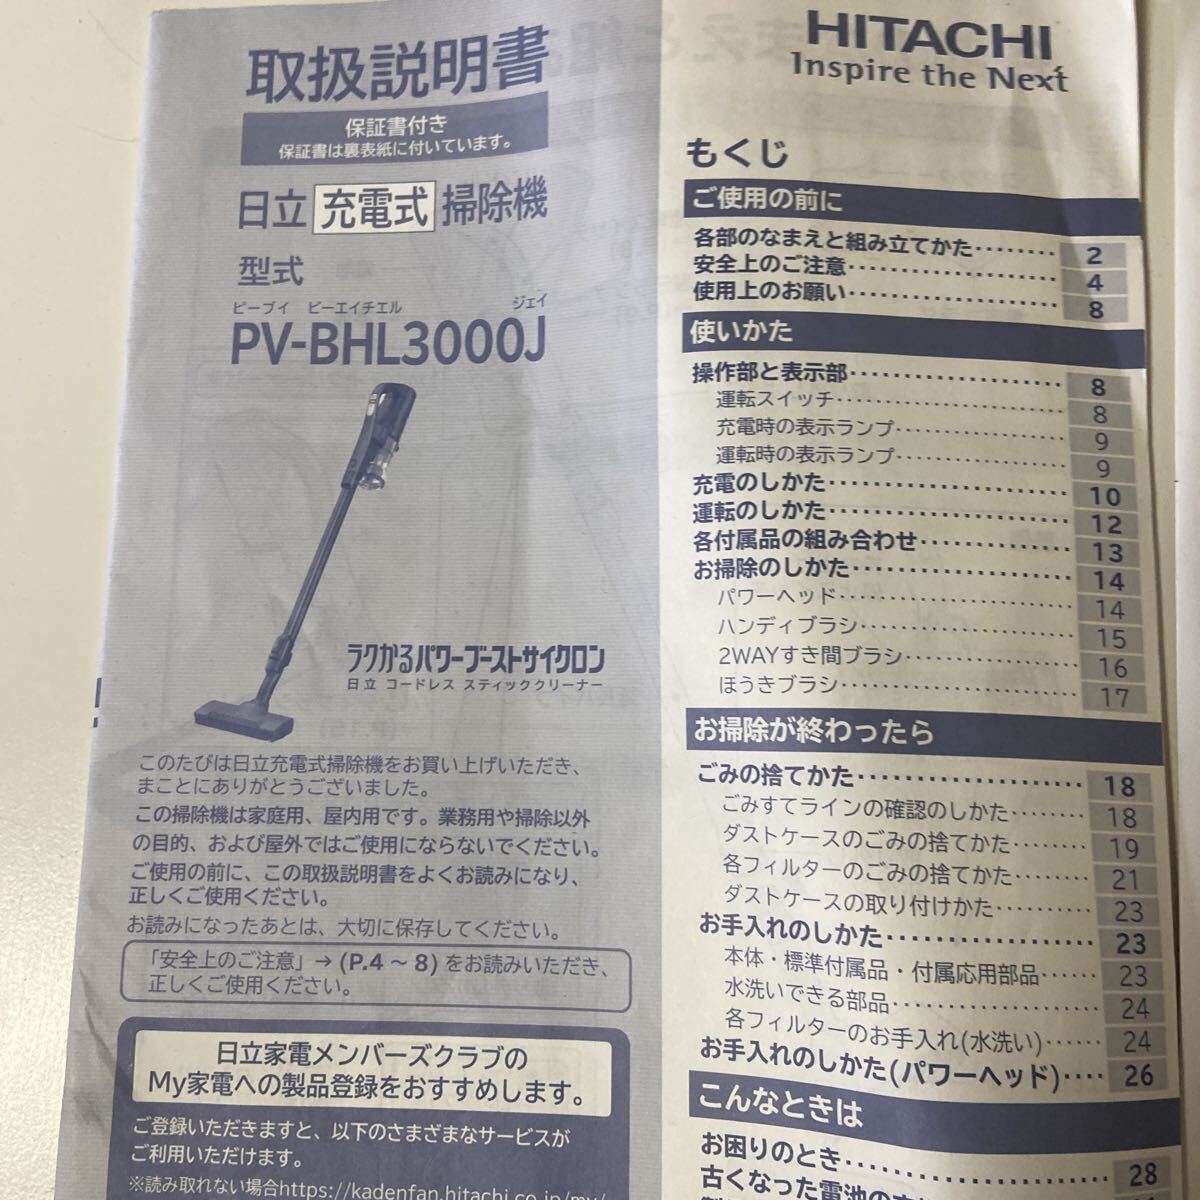 取扱説明書
保証書付き
保証書は裏表紙に付いています。
日立 充電式 掃除機
型式
ピーブイ ビーエイチエル ジェイ
PV-BHL3000J
ラクかるパワーブーストサイクロン
日立 コードレス スティッククリーナー
このたびは日立充電式掃除機をお買い上げいただき、
まことにありがとうございました。
この掃除機は家庭用、屋内用です。業務用や掃除以外
の目的、および屋外ではご使用にならないでください。
ご使用の前に、この取扱説明書をよくお読みになり、
正しくご使用ください。
お読みになったあとは、大切に保存してください。
「安全上のご注意」→(P.4 ～ 8) をお読みいただき、
正しくご使用ください。
日立家電メンバーズクラブの
My家電への製品登録をおすすめします。
ご登録いただきますと、以下のさまざまなサービスが
ご利用いただけます。
※読み取れない場合https://kadenfan.hitachi.co.jp/my/
HITACHI
Inspire the Next
もくじ
ご使用の前に
各部のなまえと組み立てかた‥‥‥‥ 2
安全上のご注意‥‥‥‥‥‥‥‥‥‥ 4
使用上のお願い‥‥‥‥‥‥‥‥‥‥ 8
使いかた
操作部と表示部‥‥‥‥‥‥‥‥‥‥ 8
運転スイッチ‥‥‥‥‥‥‥‥‥‥ 8
充電時の表示ランプ‥‥‥‥‥‥‥ 9
運転時の表示ランプ‥‥‥‥‥‥‥ 9
充電のしかた‥‥‥‥‥‥‥‥‥‥‥ 10
運転のしかた‥‥‥‥‥‥‥‥‥‥‥ 12
各付属品の組み合わせ‥‥‥‥‥‥‥ 13
お掃除のしかた‥‥‥‥‥‥‥‥‥‥ 14
パワーヘッド‥‥‥‥‥‥‥‥‥‥ 14
ハンディブラシ‥‥‥‥‥‥‥‥‥ 15
2WAYすき間ブラシ‥‥‥‥‥‥‥ 16
ほうきブラシ‥‥‥‥‥‥‥‥‥‥ 17
お掃除が終わったら
ごみの捨てかた‥‥‥‥‥‥‥‥‥‥ 18
ごみすてラインの確認のしかた‥‥‥ 18
ダストケースのごみの捨てかた‥‥‥ 19
各フィルターのごみの捨てかた‥‥‥ 21
ダストケースの取り付けかた‥‥‥‥ 23
お手入れのしかた‥‥‥‥‥‥‥‥‥ 23
本体・標準付属品・付属応用部品‥‥ 23
水洗いできる部品‥‥‥‥‥‥‥‥ 24
各フィルターのお手入れ(水洗い)‥‥ 24
お手入れのしかた(パワーヘッド)‥‥ 26
こんなときは
お困りのとき‥‥‥‥‥‥‥‥‥‥‥ 28
古くなった電池の